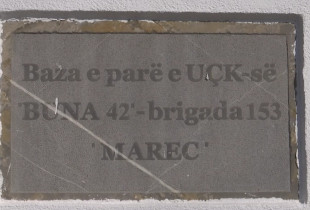 Baza e parë e UÇK-së
'BUNA 42'-brigada 153
'MAREC'